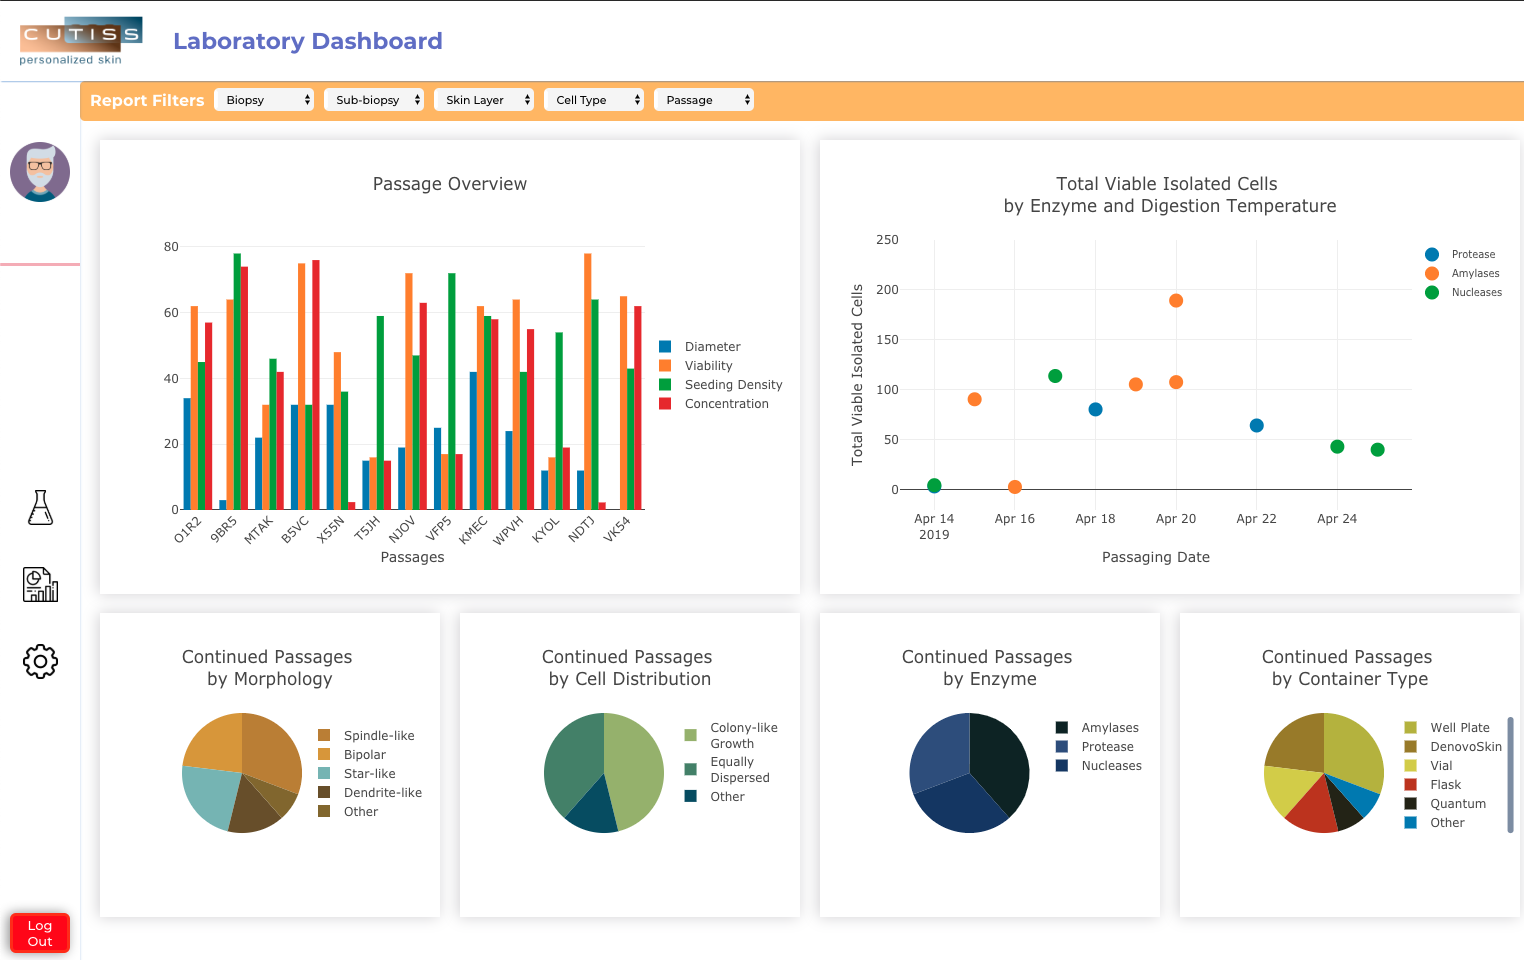 CUTISS
personalized skin
Laboratory Dashboard
Report Filters
Biopsy
Sub-biopsy
Skin Layer
Cell Type
Passage
Passage Overview
80
60
40
20
0
O1R2
9BR5
MTAK
B5VC
X55N
T5JH
NJOV
VFP5
KMEC
WPVH
KYOL
NDTJ
VK54
Passages
Diameter
Viability
Seeding Density
Concentration
Total Viable Isolated Cells
by Enzyme and Digestion Temperature
Total Viable Isolated Cells
250
200
150
100
50
0
Apr 14
2019
Apr 16
Apr 18
Apr 20
Apr 22
Apr 24
Passaging Date
Protease
Amylases
Nucleases
Continued Passages
by Morphology
Spindle-like
Bipolar
Star-like
Dendrite-like
Other
Continued Passages
by Cell Distribution
Colony-like
Growth
Equally
Dispersed
Other
Continued Passages
by Enzyme
Amylases
Protease
Nucleases
Continued Passages
by Container Type
Well Plate
DenovoSkin
Vial
Flask
Quantum
Other
Log
Out